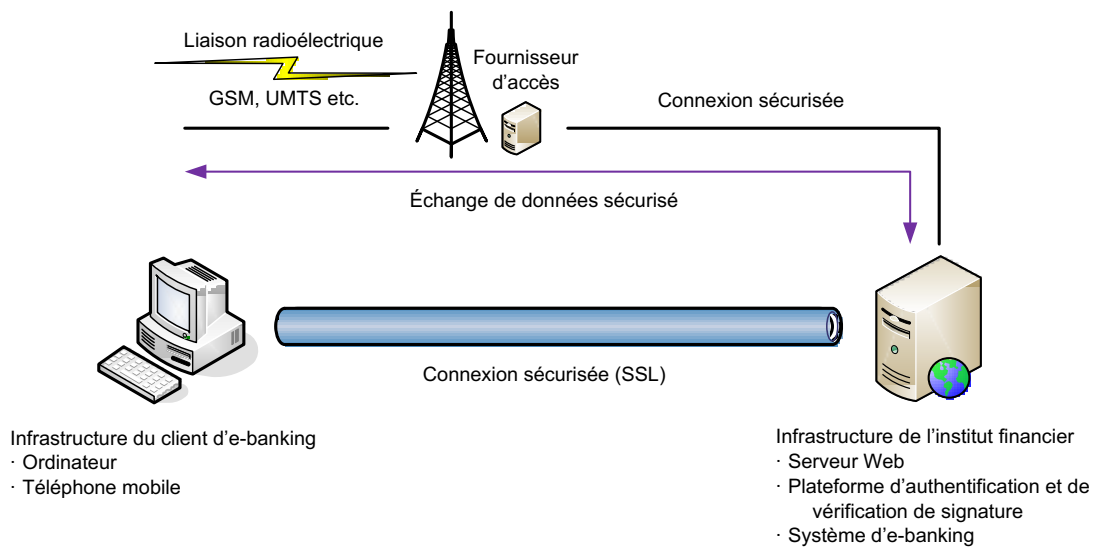 Liaison radioélectrique
GSM, UMTS etc.
Fournisseur
d’accès
Connexion sécurisée
Échange de données sécurisé
Connexion sécurisée (SSL)
Infrastructure du client d’e-banking
· Ordinateur
· Téléphone mobile
Infrastructure de l’institut financier
· Serveur Web
· Plateforme d’authentification et de
vérification de signature
· Système d’e-banking